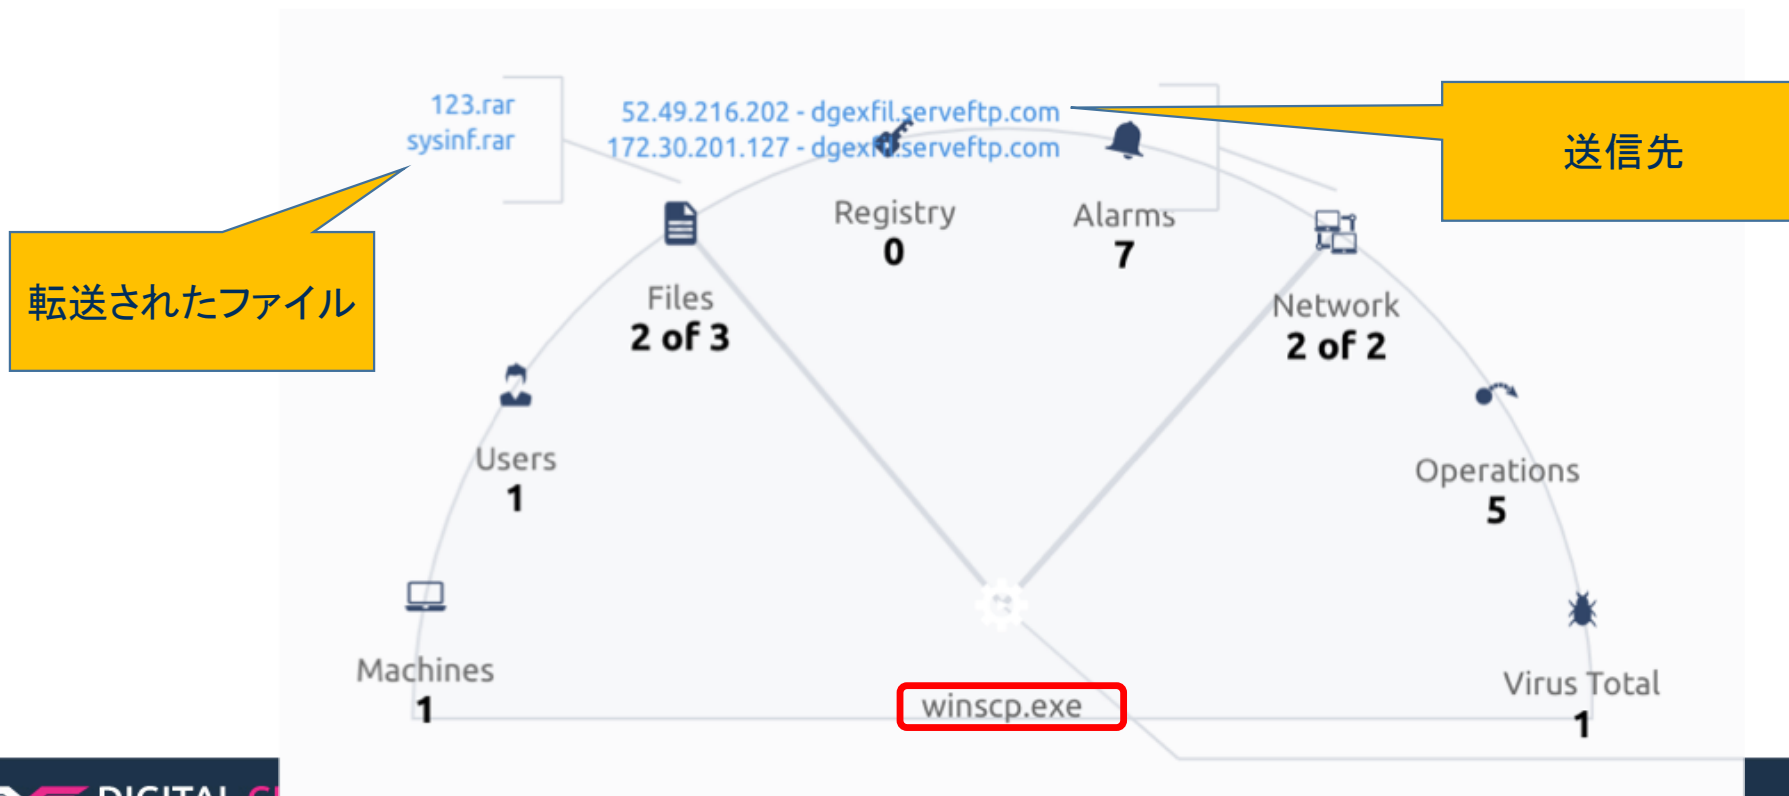 123.rar
sysinf.rar
52.49.216.202 - dgexfil.serveftp.com
172.30.201.127 - dgexfil.serveftp.com
送信先
転送されたファイル
Registry
0
Alarms
7
Files
2 of 3
Network
2 of 2
Users
1
Operations
5
Machines
1
winscp.exe
Virus Total
1
DIGITAL